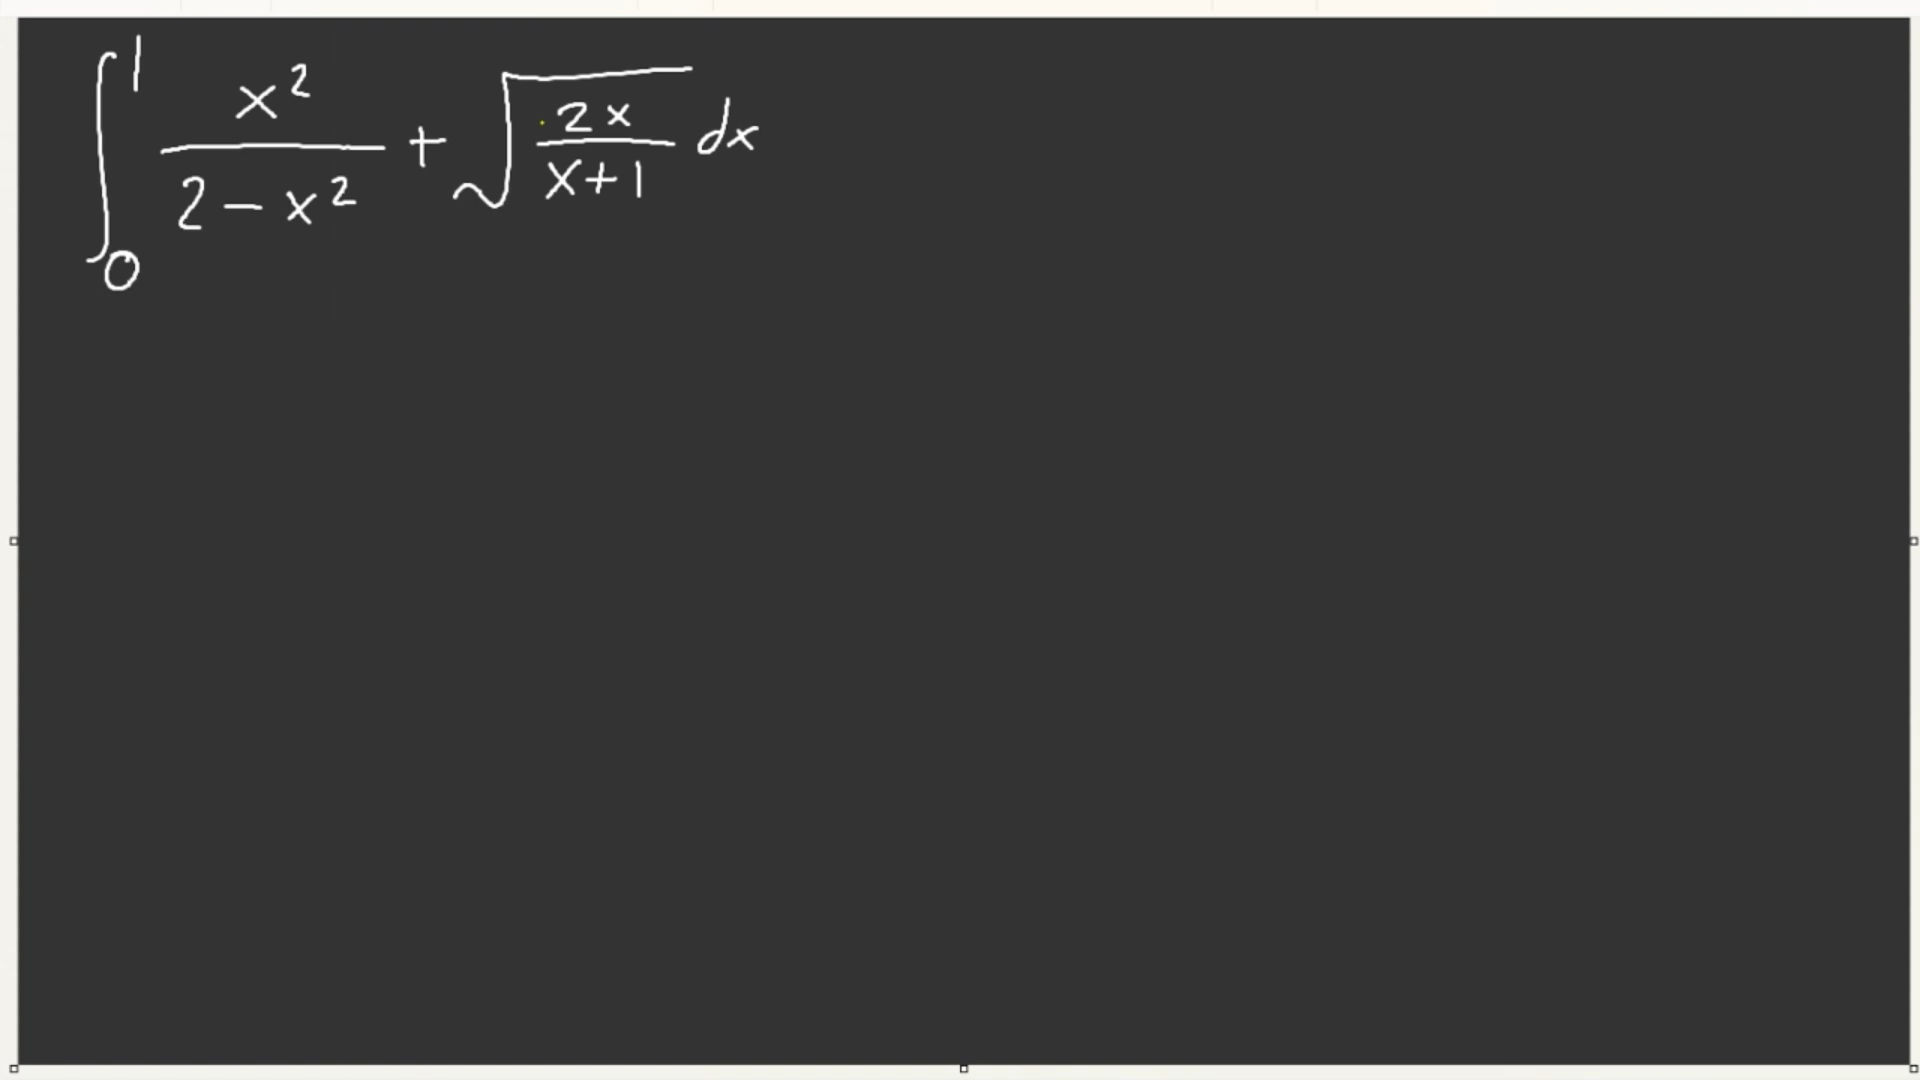 ∫₀¹ x²/(2-x²) + √(2x/(x+1)) dx